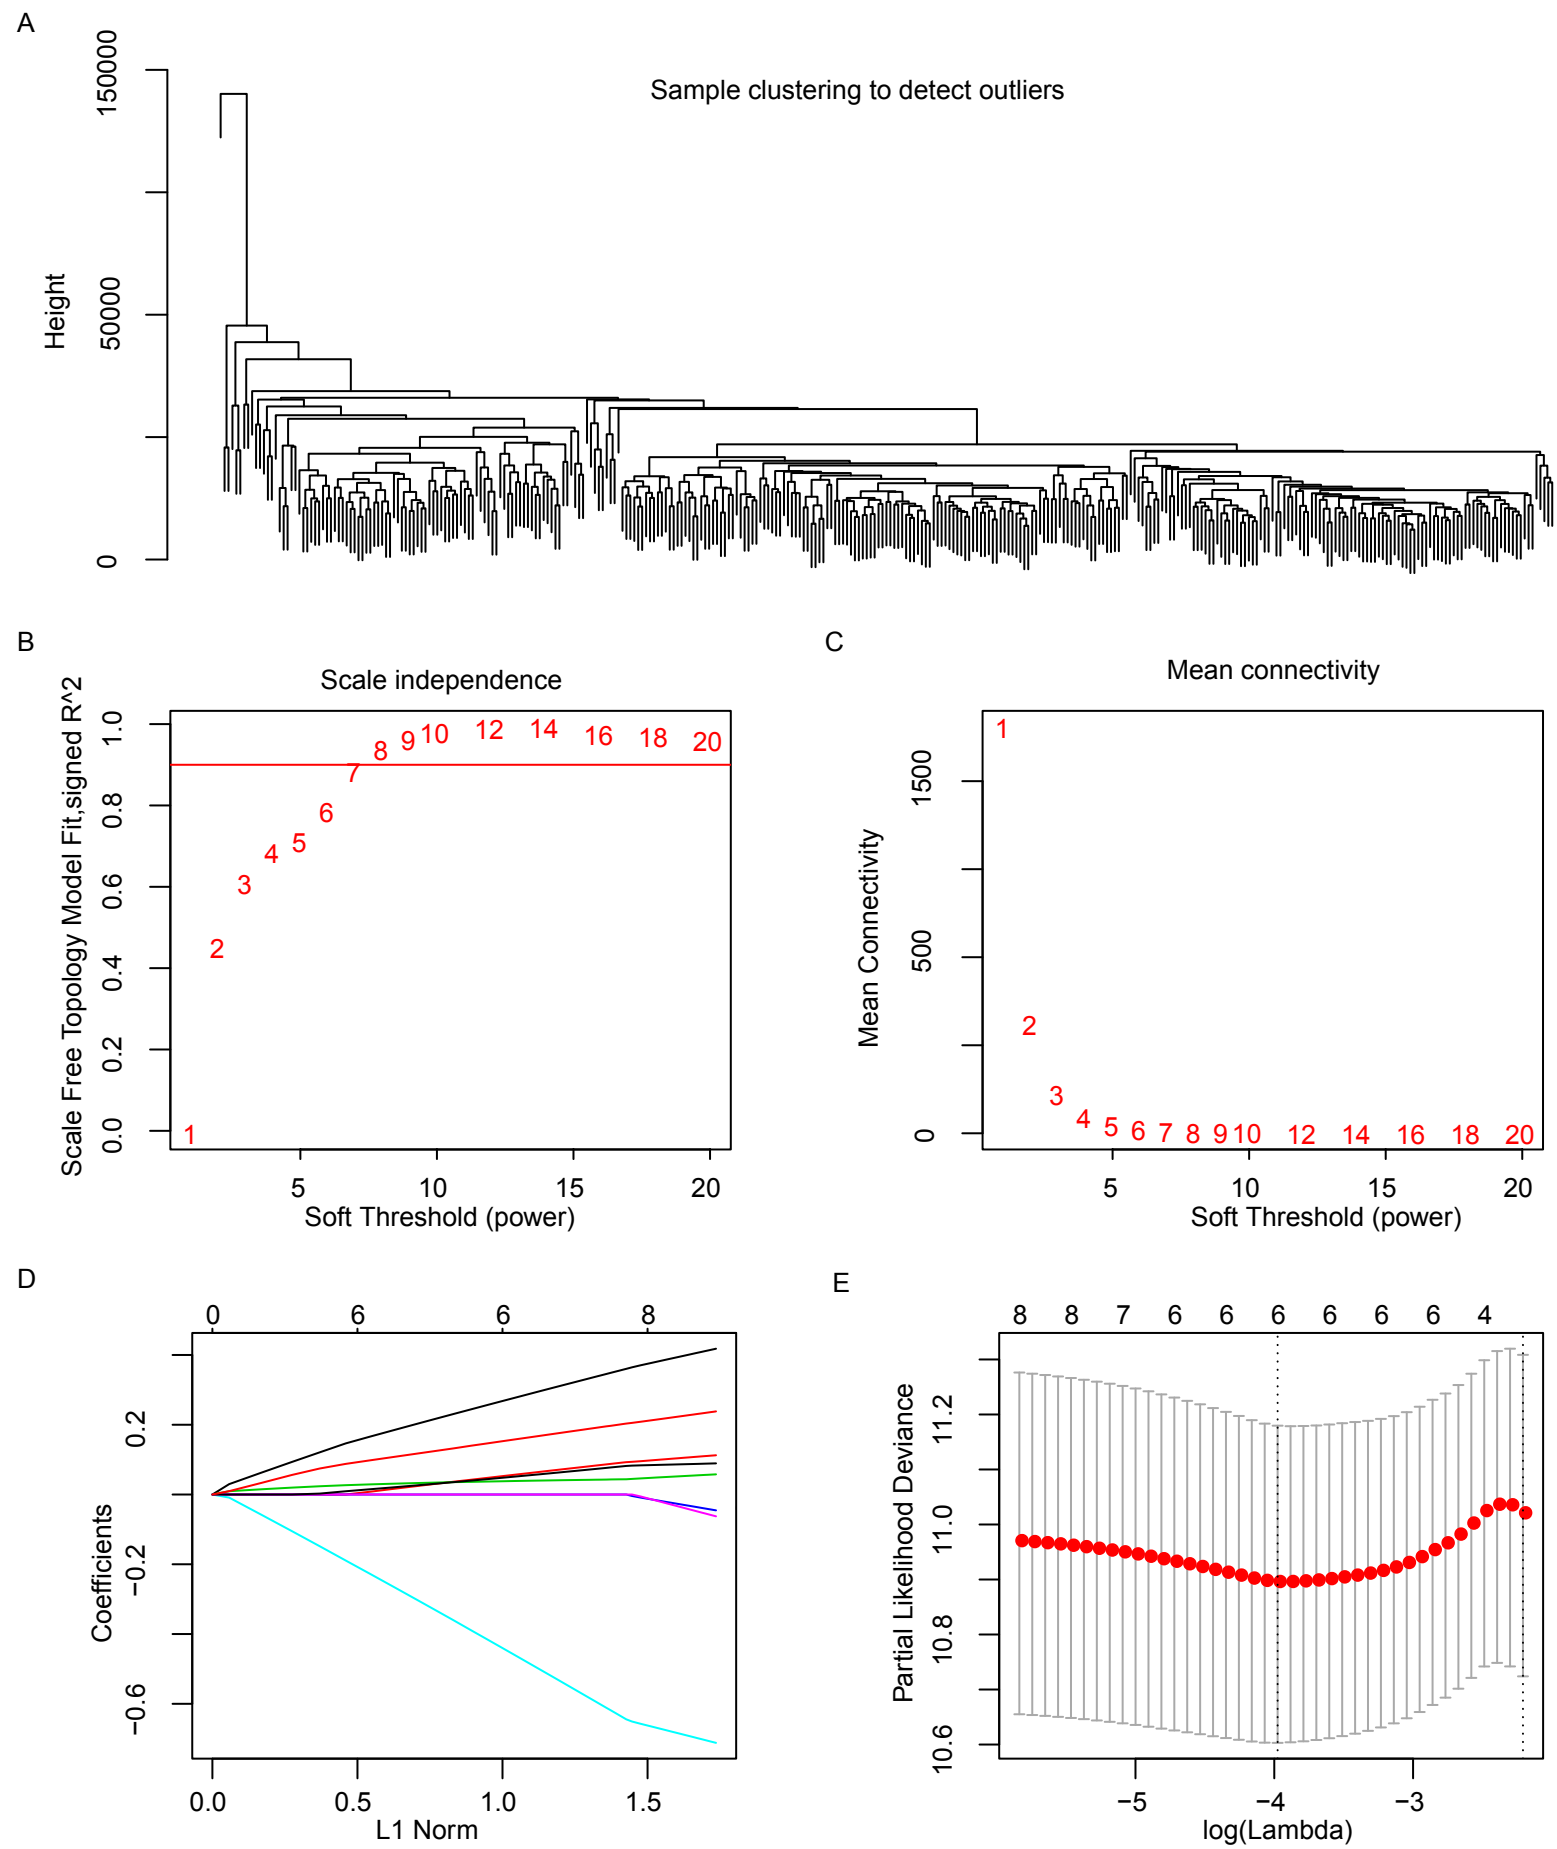 A
Sample clustering to detect outliers
Height
150000
50000
0
B
Scale independence
Scale Free Topology Model Fit,signed R^2
1.0
0.8
0.6
0.4
0.2
0.0
1
2
3
4
5
6
7
8
9
10
12
14
16
18
20
5 10 15 20
Soft Threshold (power)
C
Mean connectivity
Mean Connectivity
1500
500
0
1
2
3
4
5
6
7
8
9
10
12
14
16
18
20
5 10 15 20
Soft Threshold (power)
D
0 6 6 8
Coefficients
0.2
−0.2
−0.6
0.0 0.5 1.0 1.5
L1 Norm
E
8 8 7 6 6 6 6 6 6 4
Partial Likelihood Deviance
11.2
11.0
10.8
10.6
−5 −4 −3
log(Lambda)